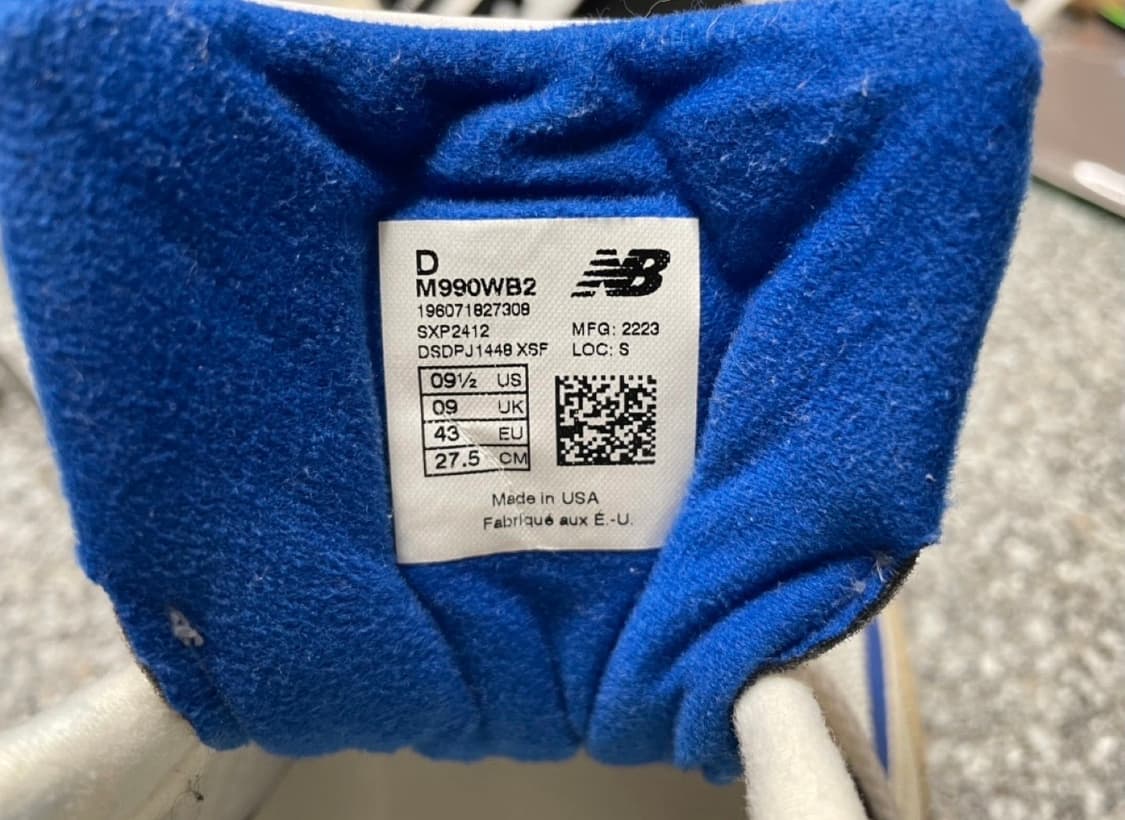 D
NB
M990WB2
196071827308
SXP2412
MFG: 2223
DSDPJ1448 XSF
LOC: S
09½ US
09 UK
43 EU
27.5 CM
Made in USA
Fabriqué aux É.-U.